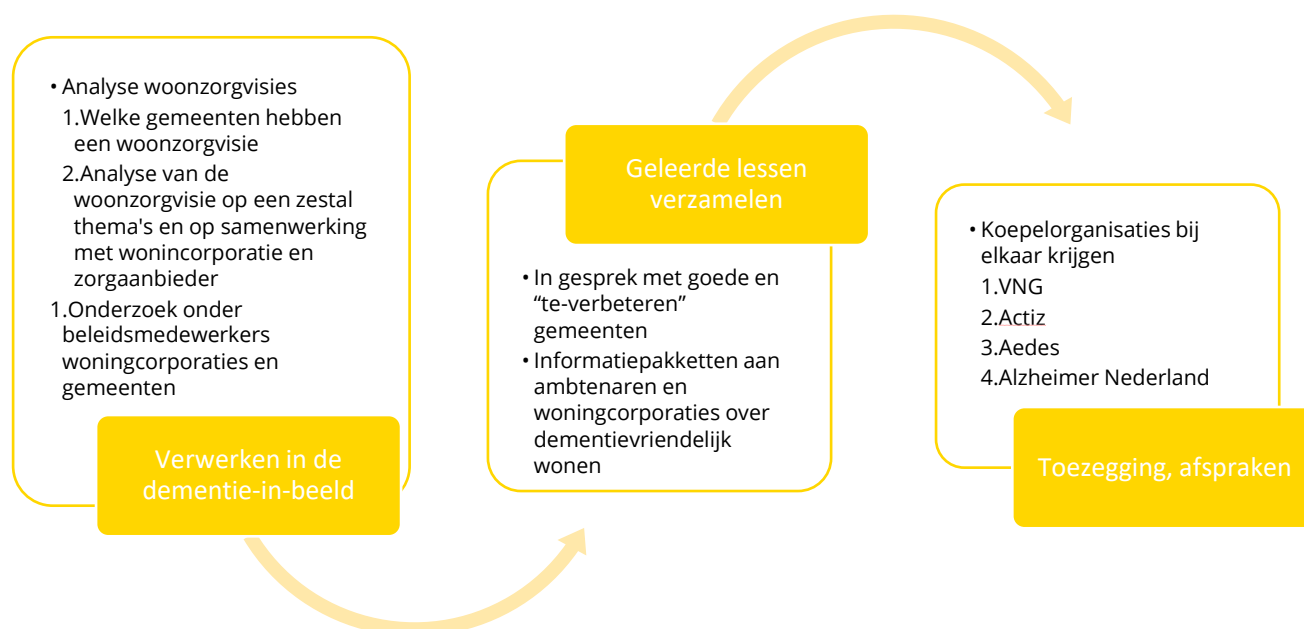 • Analyse woonzorgvisies
1.Welke gemeenten hebben
een woonzorgvisie
2.Analyse van de
woonzorgvisie op een zestal
thema's en op samenwerking
met wonincorporatie en
zorgaanbieder
1.Onderzoek onder
beleidsmedewerkers
woningcorporaties en
gemeenten
Verwerken in de
dementie-in-beeld
Geleerde lessen
verzamelen
• In gesprek met goede en
“te-verbeteren”
gemeenten
• Informatiepakketten aan
ambtenaren en
woningcorporaties over
dementievriendelijk
wonen
• Koepelorganisaties bij
elkaar krijgen
1.VNG
2.Actiz
3.Aedes
4.Alzheimer Nederland
Toezegging, afspraken